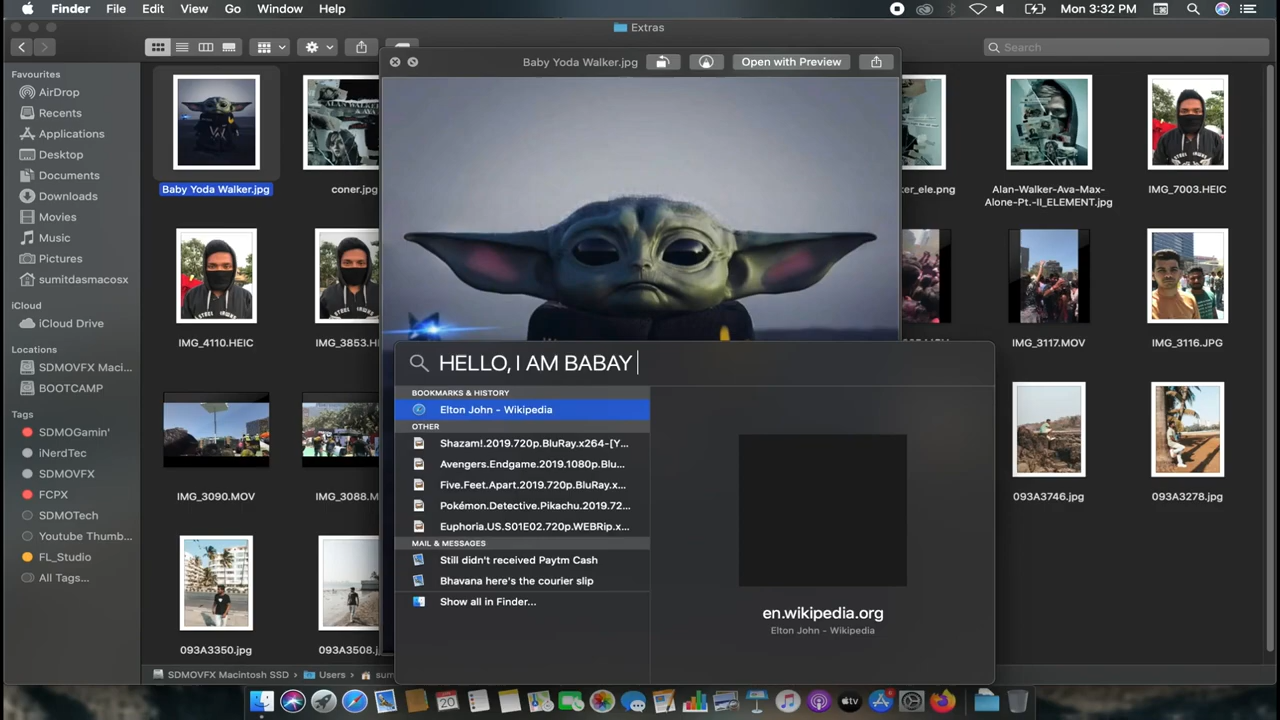 Finder File Edit View Go Window Help
Mon 3:32 PM
Extras
Search
Baby Yoda Walker.jpg
Open with Preview
Favourites
AirDrop
Recents
Applications
Desktop
Documents
Downloads
Movies
Music
Pictures
sumitdasmacosx
iCloud
iCloud Drive
Locations
SDMOVFX Maci...
BOOTCAMP
Tags
SDMOGamin'
iNerdTec
SDMOVFX
FCPX
SDMOTech
Youtube Thumb...
FL_Studio
All Tags...
Baby Yoda Walker.jpg
coner.jpg
ker_ele.png
Alan-Walker-Ava-Max-
Alone-Pt.-II_ELEMENT.jpg
IMG_7003.HEIC
IMG_4110.HEIC
IMG_3853.HEIC
IMG_3117.MOV
IMG_3116.JPG
IMG_3090.MOV
IMG_3088.M
093A3746.jpg
093A3278.jpg
093A3350.jpg
093A3508.j
HELLO, I AM BABAY
BOOKMARKS & HISTORY
Elton John - Wikipedia
OTHER
Shazam!.2019.720p.BluRay.x264-[Y...
Avengers.Endgame.2019.1080p.Blu...
Five.Feet.Apart.2019.720p.BluRay.x...
Pokémon.Detective.Pikachu.2019.72...
Euphoria.US.S01E02.720p.WEBRip.x...
MAIL & MESSAGES
Still didn't received Paytm Cash
Bhavana here's the courier slip
Show all in Finder...
en.wikipedia.org
Elton John - Wikipedia
SDMOVFX Macintosh SSD › Users › sum
20
tv